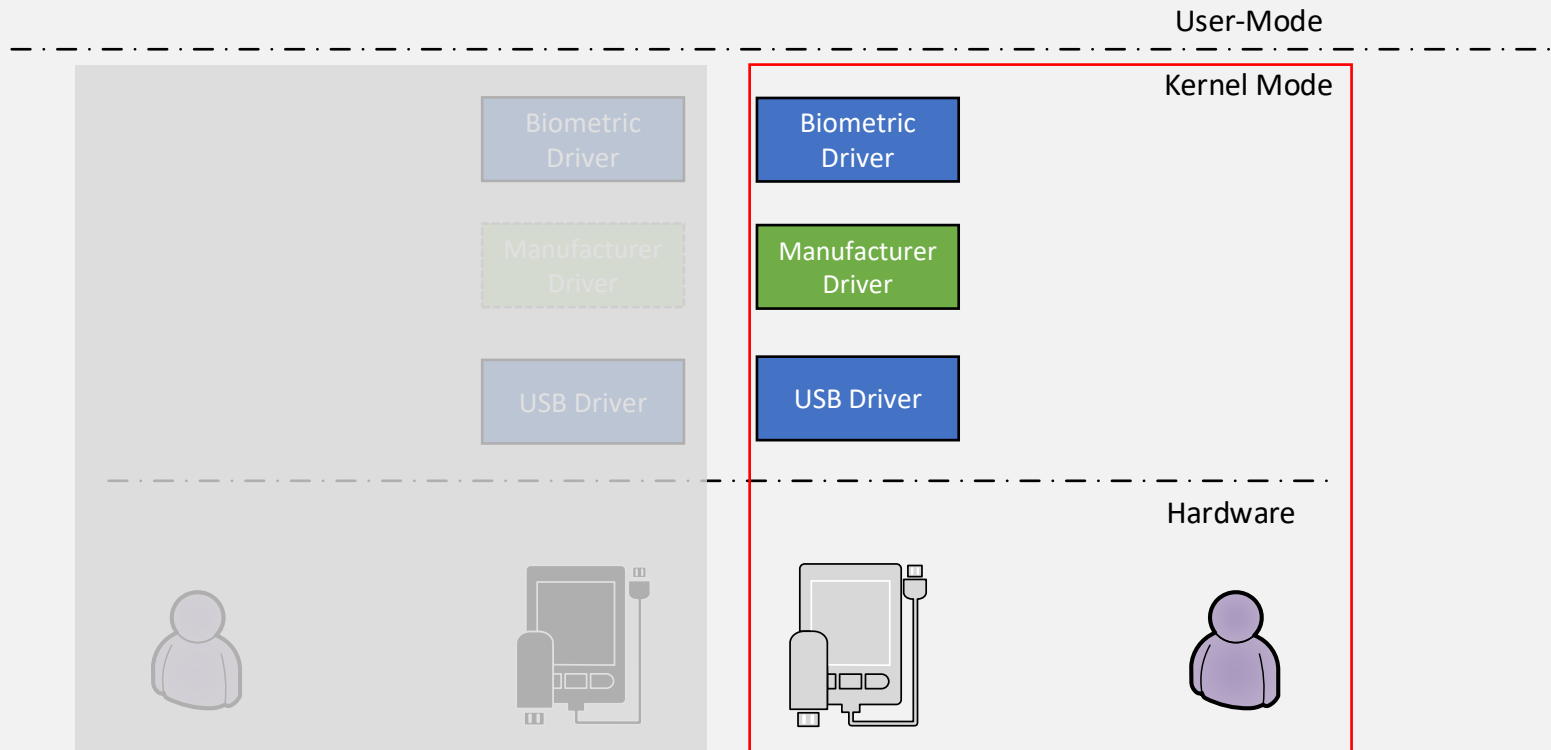 User-Mode
Kernel Mode
Biometric
Driver
Biometric
Driver
Manufacturer
Driver
Manufacturer
Driver
USB Driver
USB Driver
Hardware